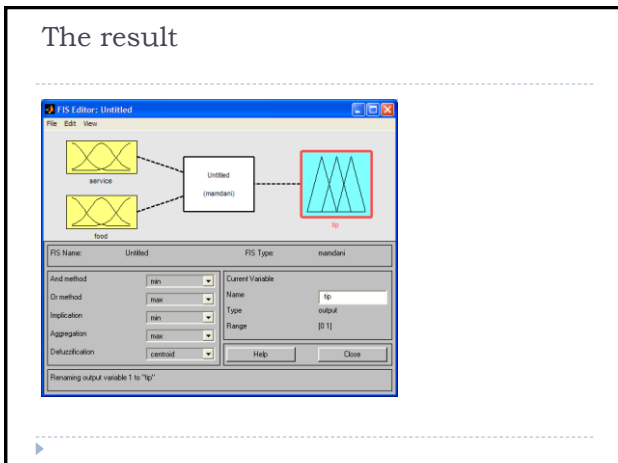 The result
FIS Editor: Untitled
File Edit View
service
food
Untitled
(mamdani)
tip
FIS Name: Untitled FIS Type: mamdani
And method min
Or method max
Implication min
Aggregation max
Defuzzification centroid
Current Variable
Name tip
Type output
Range [0 1]
Help Close
Renaming output variable 1 to "tip"